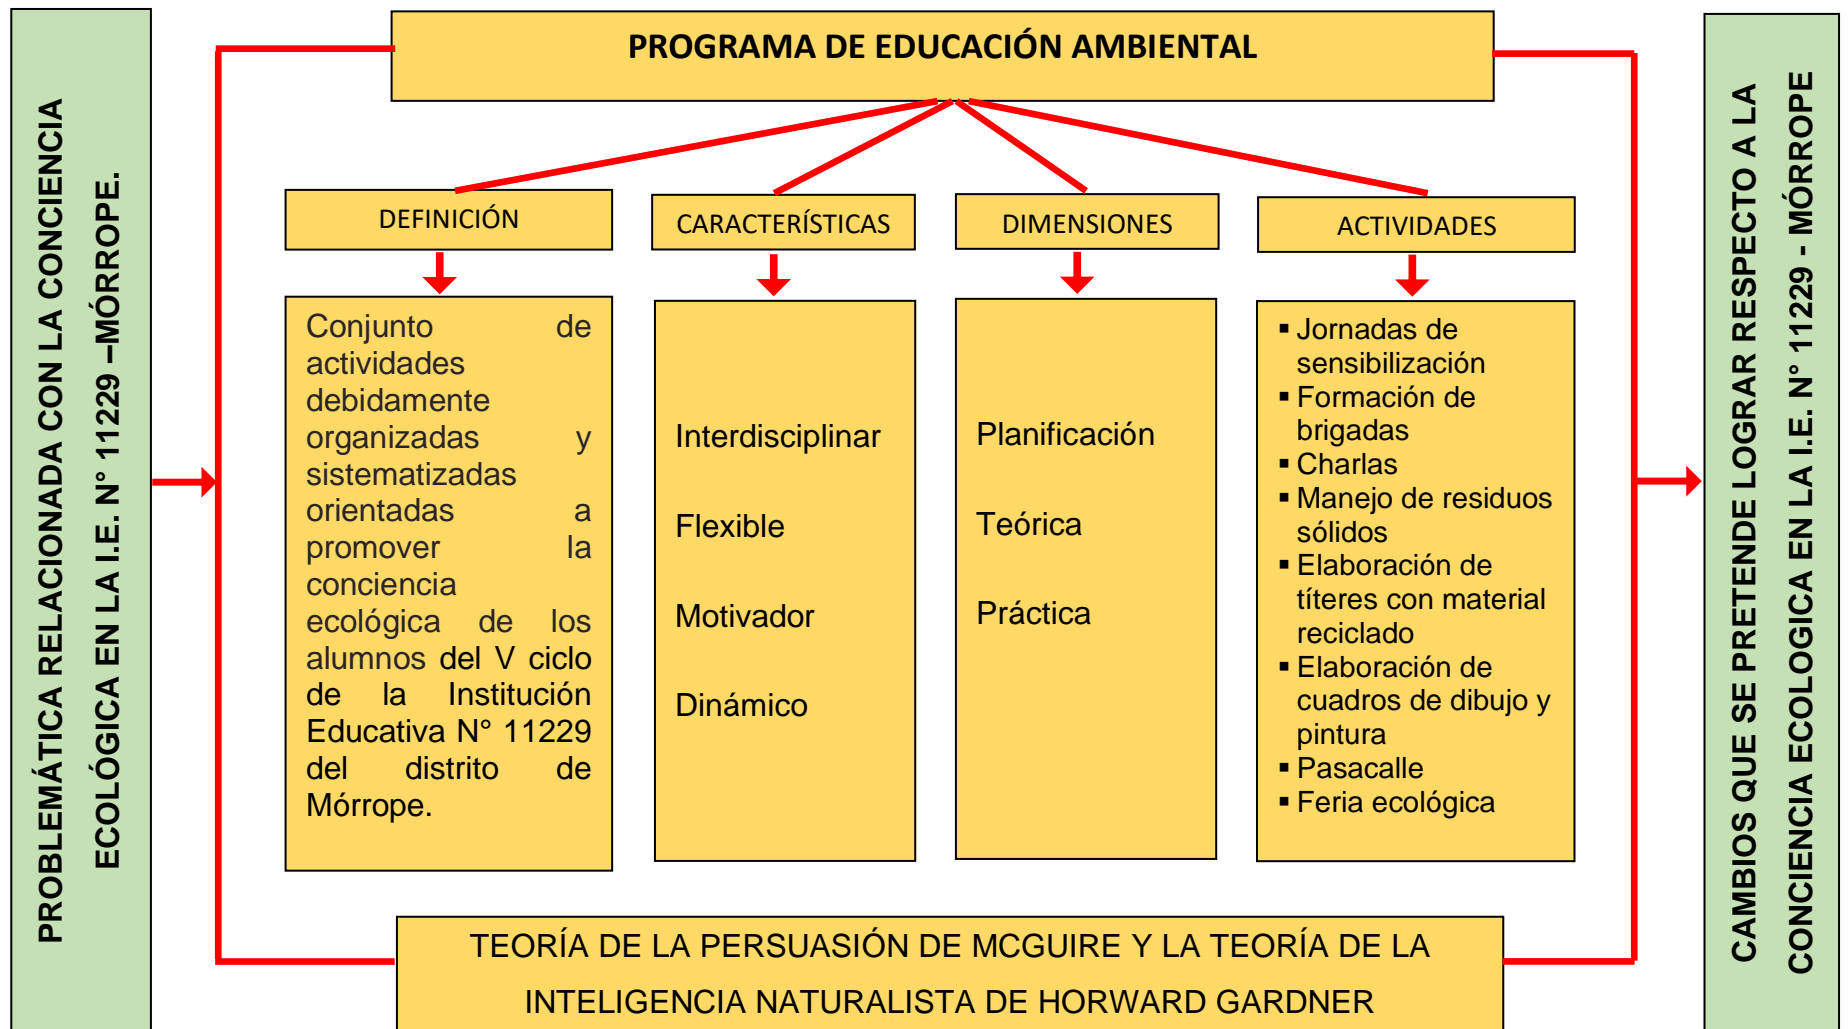 PROBLEMÁTICA RELACIONADA CON LA CONCIENCIA
ECOLÓGICA EN LA I.E. N° 11229 –MÓRROPE.
PROGRAMA DE EDUCACIÓN AMBIENTAL
DEFINICIÓN
Conjunto de
actividades
debidamente
organizadas y
sistematizadas
orientadas a
promover la
conciencia
ecológica de los
alumnos del V ciclo
de la Institución
Educativa N° 11229
del distrito de
Mórrope.
CARACTERÍSTICAS
Interdisciplinar
Flexible
Motivador
Dinámico
DIMENSIONES
Planificación
Teórica
Práctica
ACTIVIDADES
▪ Jornadas de
sensibilización
▪ Formación de
brigadas
▪ Charlas
▪ Manejo de residuos
sólidos
▪ Elaboración de
títeres con material
reciclado
▪ Elaboración de
cuadros de dibujo y
pintura
▪ Pasacalle
▪ Feria ecológica
TEORÍA DE LA PERSUASIÓN DE MCGUIRE Y LA TEORÍA DE LA
INTELIGENCIA NATURALISTA DE HORWARD GARDNER
CAMBIOS QUE SE PRETENDE LOGRAR RESPECTO A LA
CONCIENCIA ECOLOGICA EN LA I.E. N° 11229 - MÓRROPE